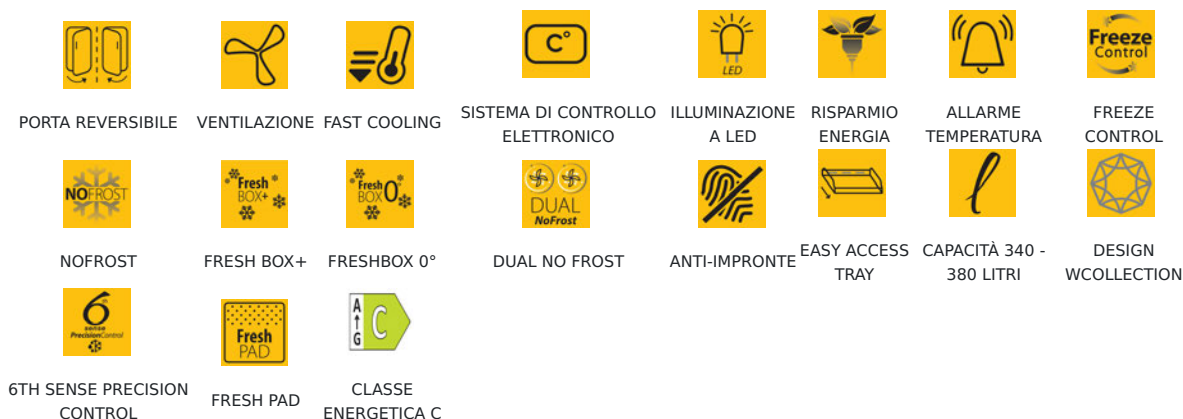 C°
LED
Freeze
Control
PORTA REVERSIBILE
VENTILAZIONE
FAST COOLING
SISTEMA DI CONTROLLO
ELETTRONICO
ILLUMINAZIONE
A LED
RISPARMIO
ENERGIA
ALLARME
TEMPERATURA
FREEZE
CONTROL
NOFROST
Fresh
BOX+
Fresh
BOX 0°
DUAL
NoFrost
l
NOFROST
FRESH BOX+
FRESHBOX 0°
DUAL NO FROST
ANTI-IMPRONTE
EASY ACCESS
TRAY
CAPACITÀ 340 -
380 LITRI
DESIGN
WCOLLECTION
6th
sense
PrecisionControl
Fresh
PAD
A
G
C
6TH SENSE PRECISION
CONTROL
FRESH PAD
CLASSE
ENERGETICA C